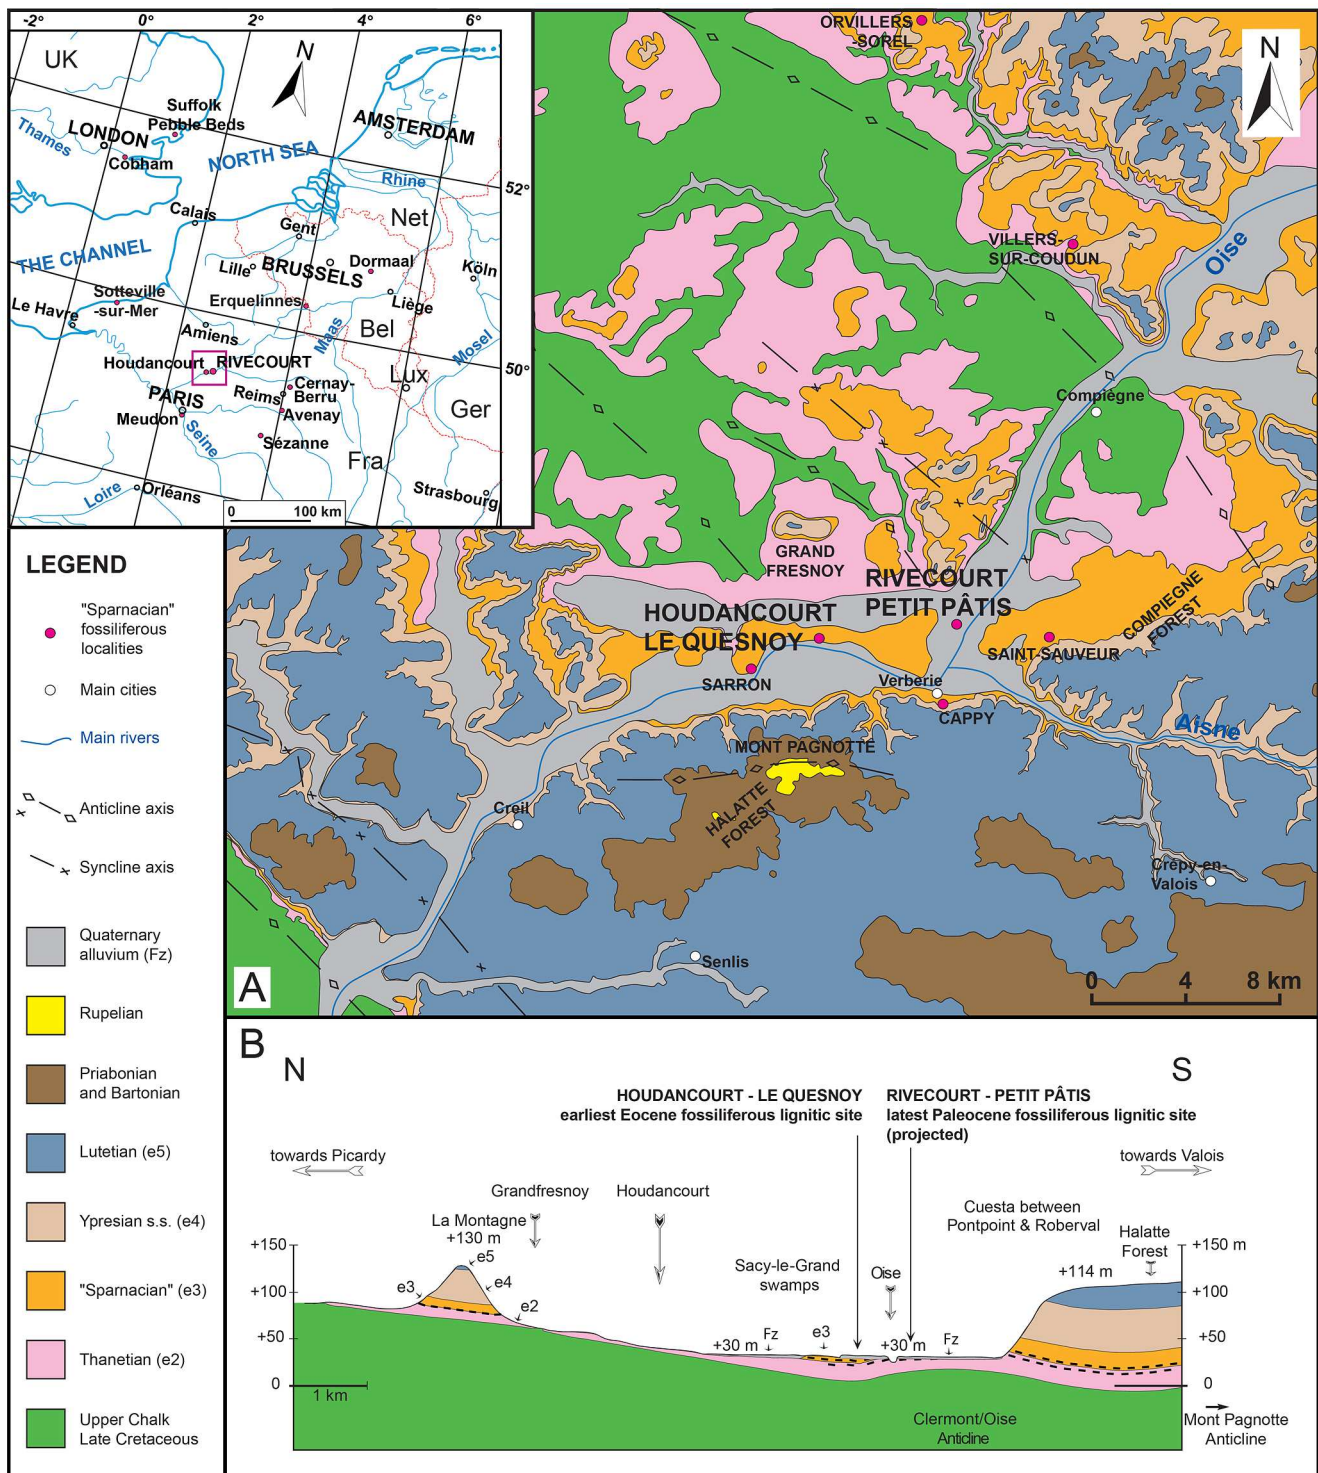 -2°
0°
2°
4°
6°
UK
N
Suffolk
Pebble Beds
LONDON
Thames
Cobham
NORTH SEA
AMSTERDAM
Rhine
52°
Calais
Net
Gent
THE CHANNEL
Lille
BRUSSELS
Dormaal
Köln
Sotteville
-sur-Mer
Erquelinnes
Liège
Le Havre
Amiens
Maas
Bel
Mosel
Houdancourt
RIVECOURT
50°
Lux
PARIS
Reims
Cernay-
Berru
Ger
Meudon
Avenay
Seine
Sézanne
Fra
Loire
Orléans
Strasbourg
0
100 km
ORVILLERS
-SOREL
N
VILLERS-
SUR-COUDUN
Oise
Compiègne
GRAND
FRESNOY
RIVECOURT
PETIT PÂTIS
HOUDANCOURT
LE QUESNOY
COMPIEGNE
FOREST
SAINT-SAUVEUR
SARRON
Verberie
CAPPY
Aisne
MONT PAGNOTTE
HALATTE
FOREST
Creil
Crépy-en-
Valois
Senlis
A
0
4
8 km
LEGEND
"Sparnacian"
fossiliferous
localities
Main cities
Main rivers
Anticline axis
Syncline axis
Quaternary
alluvium (Fz)
Rupelian
Priabonian
and Bartonian
Lutetian (e5)
Ypresian s.s. (e4)
"Sparnacian" (e3)
Thanetian (e2)
Upper Chalk
Late Cretaceous
B
N
S
HOUDANCOURT - LE QUESNOY
earliest Eocene fossiliferous lignitic site
RIVECOURT - PETIT PÂTIS
latest Paleocene fossiliferous lignitic site
(projected)
towards Picardy
towards Valois
Grandfresnoy
Houdancourt
La Montagne
+130 m
Cuesta between
Pontpoint & Roberval
Halatte
Forest
+150
+100
+50
0
e5
e3
e4
e2
Sacy-le-Grand
swamps
Oise
+114 m
+150 m
+100
+50
0
+30 m
Fz
e3
+30 m
Fz
1 km
Clermont/Oise
Anticline
Mont Pagnotte
Anticline